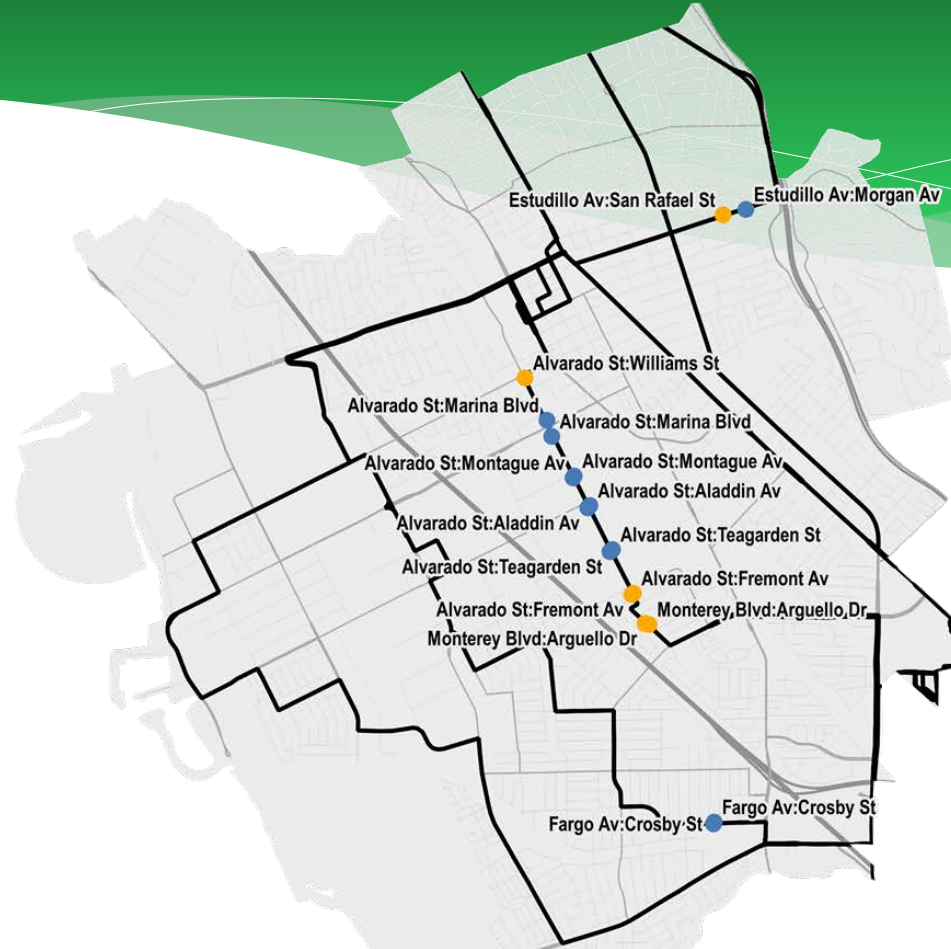 Estudillo Av:San Rafael St
Estudillo Av:Morgan Av
Alvarado St:Williams St
Alvarado St:Marina Blvd
Alvarado St:Marina Blvd
Alvarado St:Montague Av
Alvarado St:Montague Av
Alvarado St:Aladdin Av
Alvarado St:Aladdin Av
Alvarado St:Teagarden St
Alvarado St:Teagarden St
Alvarado St:Fremont Av
Alvarado St:Fremont Av
Monterey Blvd:Arguello Dr
Monterey Blvd:Arguello Dr
Fargo Av:Crosby St
Fargo Av:Crosby St